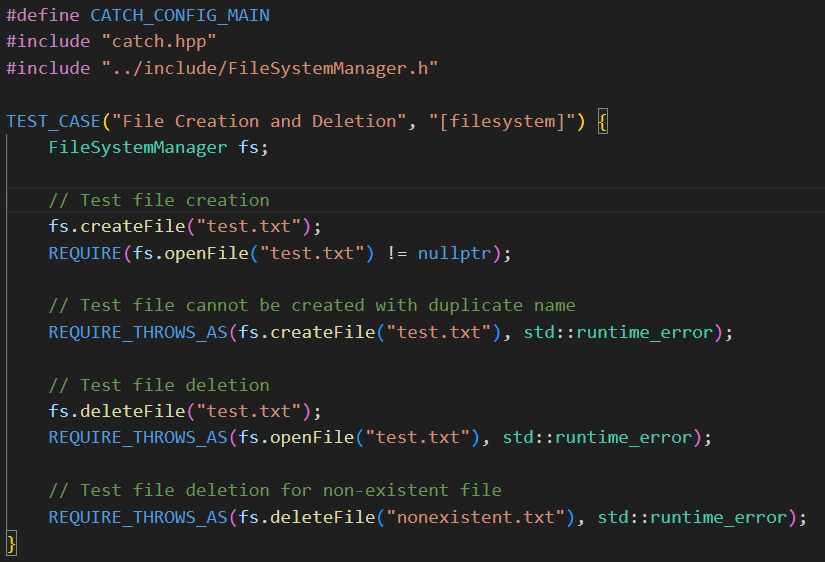 #define CATCH_CONFIG_MAIN
#include "catch.hpp"
#include "../include/FileSystemManager.h"

TEST_CASE("File Creation and Deletion", "[filesystem]") {
    FileSystemManager fs;

    // Test file creation
    fs.createFile("test.txt");
    REQUIRE(fs.openFile("test.txt") != nullptr);

    // Test file cannot be created with duplicate name
    REQUIRE_THROWS_AS(fs.createFile("test.txt"), std::runtime_error);

    // Test file deletion
    fs.deleteFile("test.txt");
    REQUIRE_THROWS_AS(fs.openFile("test.txt"), std::runtime_error);

    // Test file deletion for non-existent file
    REQUIRE_THROWS_AS(fs.deleteFile("nonexistent.txt"), std::runtime_error);
}